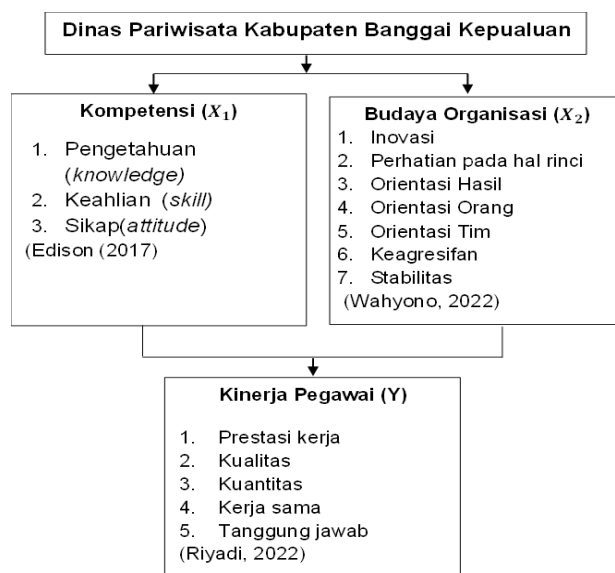 Dinas Pariwisata Kabupaten Banggai Kepualuan
Kompetensi (X₁)
1. Pengetahuan
(knowledge)
2. Keahlian (skill)
3. Sikap(attitude)
(Edison (2017)
Budaya Organisasi (X₂)
1. Inovasi
2. Perhatian pada hal rinci
3. Orientasi Hasil
4. Orientasi Orang
5. Orientasi Tim
6. Keagresifan
7. Stabilitas
(Wahyono, 2022)
Kinerja Pegawai (Y)
1. Prestasi kerja
2. Kualitas
3. Kuantitas
4. Kerja sama
5. Tanggung jawab
(Riyadi, 2022)